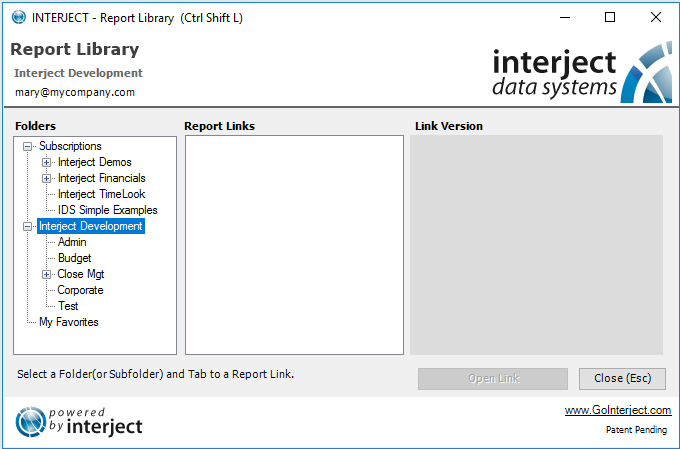 INTERJECT - Report Library  (Ctrl Shift L)
Report Library
Interject Development
mary@mycompany.com
interject
data systems
Folders
Report Links
Link Version
Subscriptions
Interject Demos
Interject Financials
Interject TimeLook
IDS Simple Examples
Interject Development
Admin
Budget
Close Mgt
Corporate
Test
My Favorites
Select a Folder(or Subfolder) and Tab to a Report Link.
Open Link
Close (Esc)
powered
by interject
www.GoInterject.com
Patent Pending